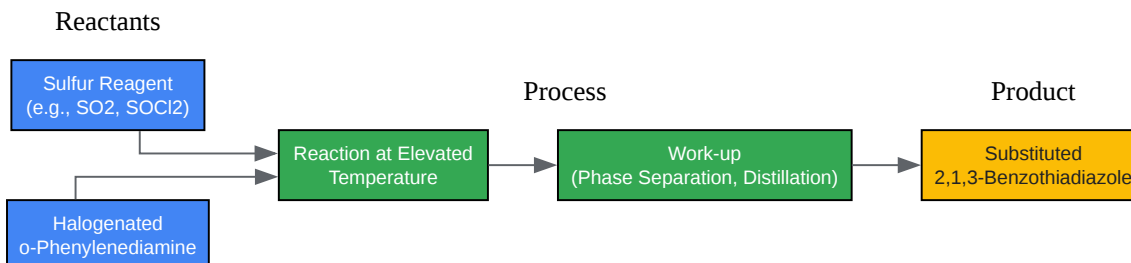 Reactants
Sulfur Reagent
(e.g., SO2, SOCl2)
Halogenated
o-Phenylenediamine
Process
Reaction at Elevated
Temperature
Work-up
(Phase Separation, Distillation)
Product
Substituted
2,1,3-Benzothiadiazole